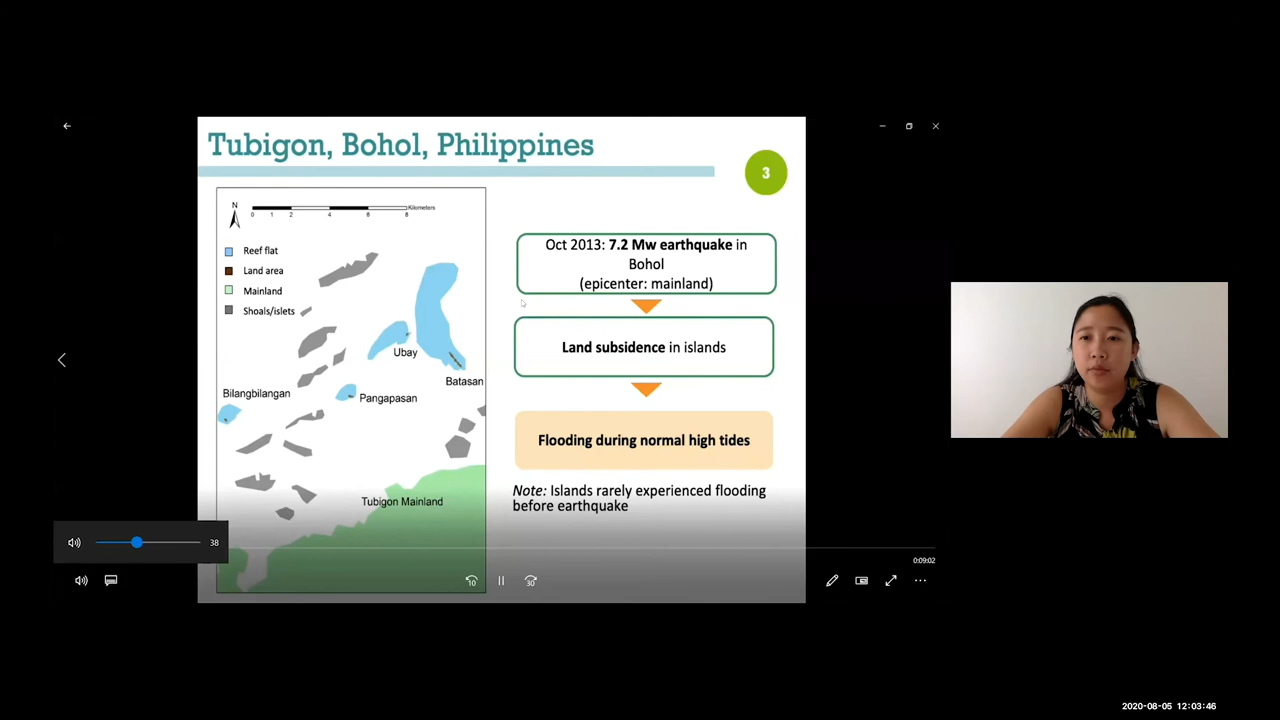 Tubigon, Bohol, Philippines
3
N
0 1 2 4 6 8 Kilometers
Reef flat
Land area
Mainland
Shoals/islets
Ubay
Batasan
Bilangbilangan
Pangapasan
Tubigon Mainland
Oct 2013: 7.2 Mw earthquake in
Bohol
(epicenter: mainland)
Land subsidence in islands
Flooding during normal high tides
Note: Islands rarely experienced flooding
before earthquake
38
0:09:02
10
30
2020-08-05 12:03:46